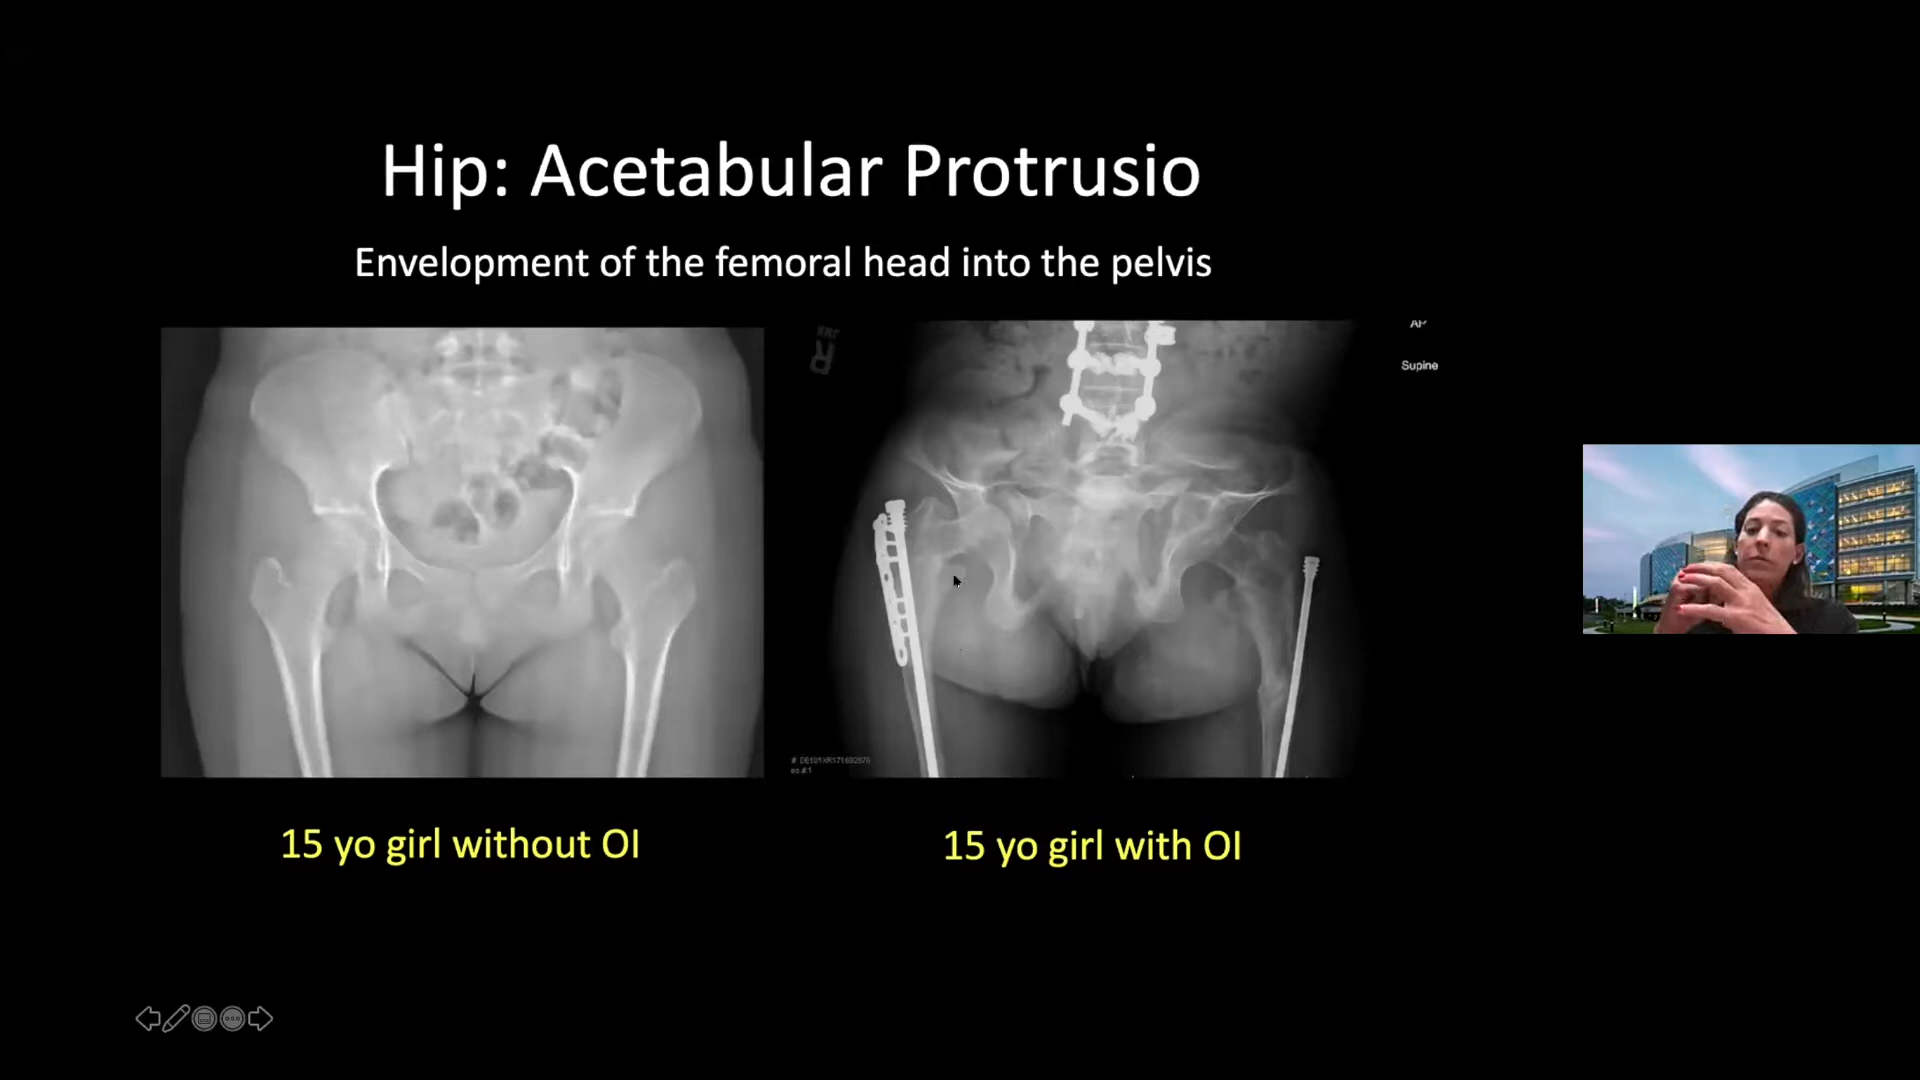 Hip: Acetabular Protrusio
Envelopment of the femoral head into the pelvis
R
AP
Supine
15 yo girl without OI
15 yo girl with OI